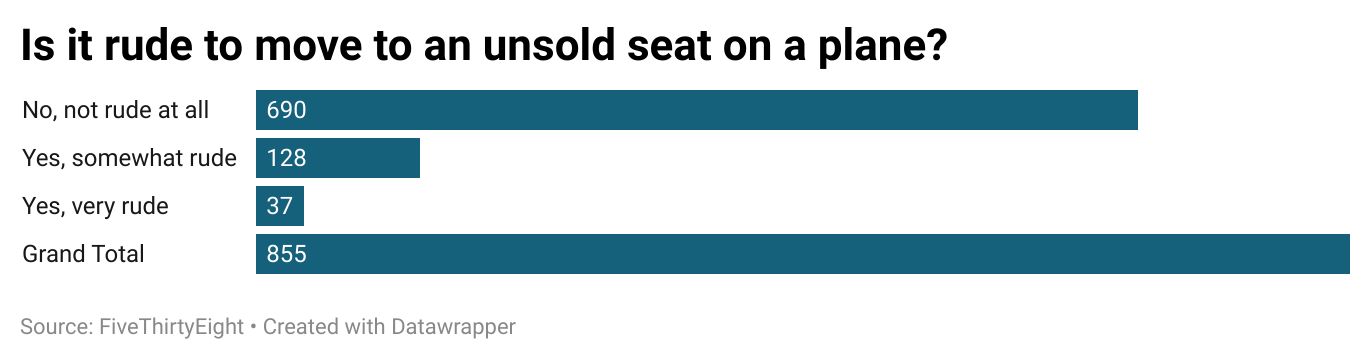 Is it rude to move to an unsold seat on a plane?
No, not rude at all 690
Yes, somewhat rude 128
Yes, very rude 37
Grand Total 855
Source: FiveThirtyEight • Created with Datawrapper